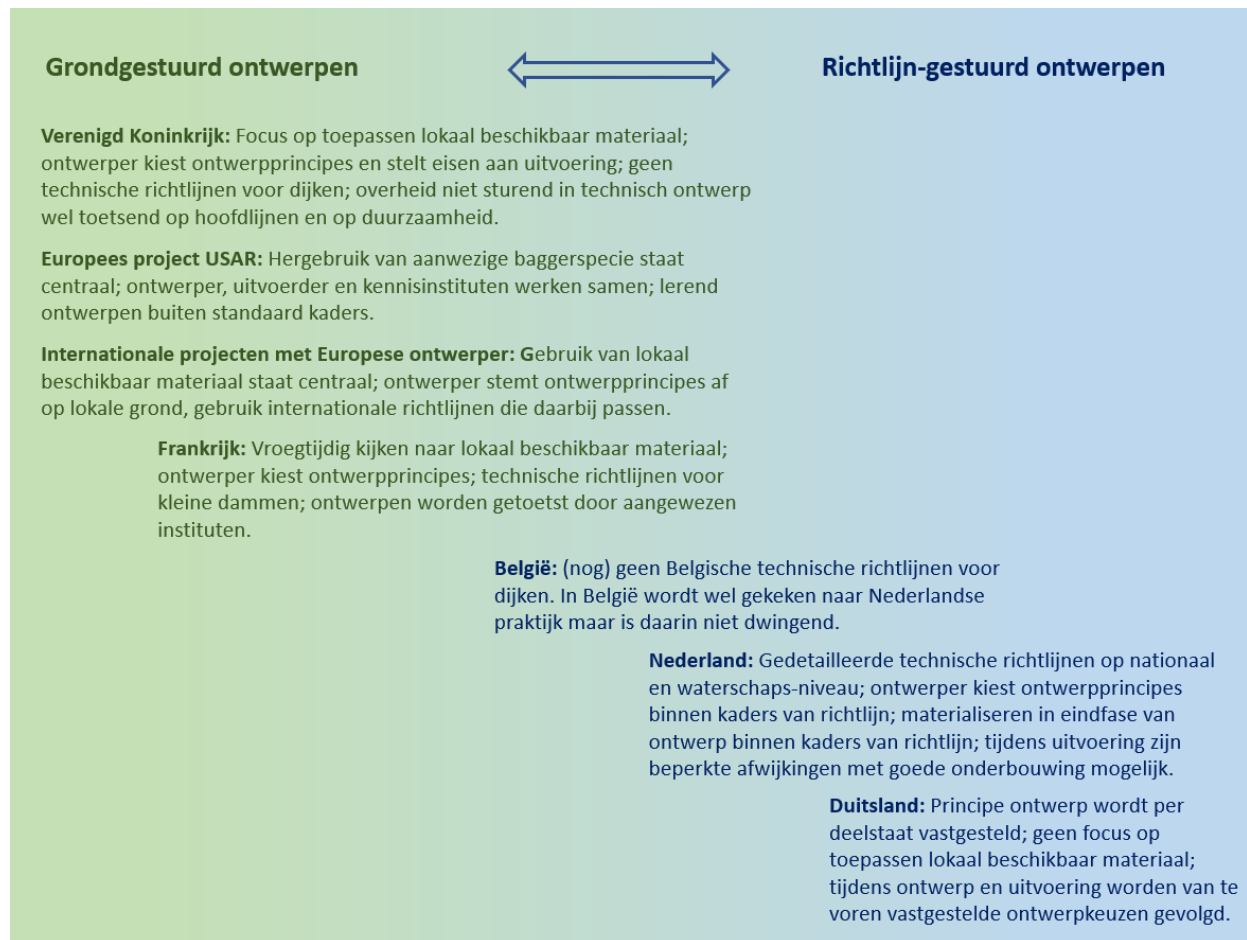 Grondgestuurd ontwerpen
Richtlijn-gestuurd ontwerpen
Verenigd Koninkrijk: Focus op toepassen lokaal beschikbaar materiaal;
ontwerper kiest ontwerpprincipes en stelt eisen aan uitvoering; geen
technische richtlijnen voor dijken; overheid niet sturend in technisch ontwerp
wel toetsend op hoofdlijnen en op duurzaamheid.
Europees project USAR: Hergebruik van aanwezige baggerspecie staat
centraal; ontwerper, uitvoerder en kennisinstituten werken samen; lerend
ontwerpen buiten standaard kaders.
Internationale projecten met Europese ontwerper: Gebruik van lokaal
beschikbaar materiaal staat centraal; ontwerper stemt ontwerpprincipes af
op lokale grond, gebruik internationale richtlijnen die daarbij passen.
Frankrijk: Vroegtijdig kijken naar lokaal beschikbaar materiaal;
ontwerper kiest ontwerpprincipes; technische richtlijnen voor
kleine dammen; ontwerpen worden getoetst door aangewezen
instituten.
België: (nog) geen Belgische technische richtlijnen voor
dijken. In België wordt wel gekeken naar Nederlandse
praktijk maar is daarin niet dwingend.
Nederland: Gedetailleerde technische richtlijnen op nationaal
en waterschaps-niveau; ontwerper kiest ontwerpprincipes
binnen kaders van richtlijn; materialiseren in eindfase van
ontwerp binnen kaders van richtlijn; tijdens uitvoering zijn
beperkte afwijkingen met goede onderbouwing mogelijk.
Duitsland: Principe ontwerp wordt per
deelstaat vastgesteld; geen focus op
toepassen lokaal beschikbaar materiaal;
tijdens ontwerp en uitvoering worden van te
voren vastgestelde ontwerpkeuzen gevolgd.